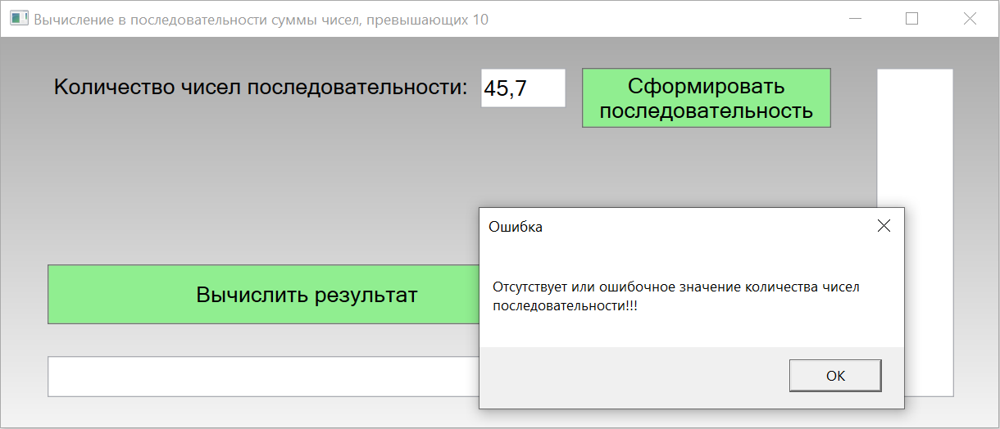 Вычисление в последовательности суммы чисел, превышающих 10
Количество чисел последовательности:
45,7
Сформировать
последовательность
Вычислить результат
Ошибка
Отсутствует или ошибочное значение количества чисел
последовательности!!!
OK